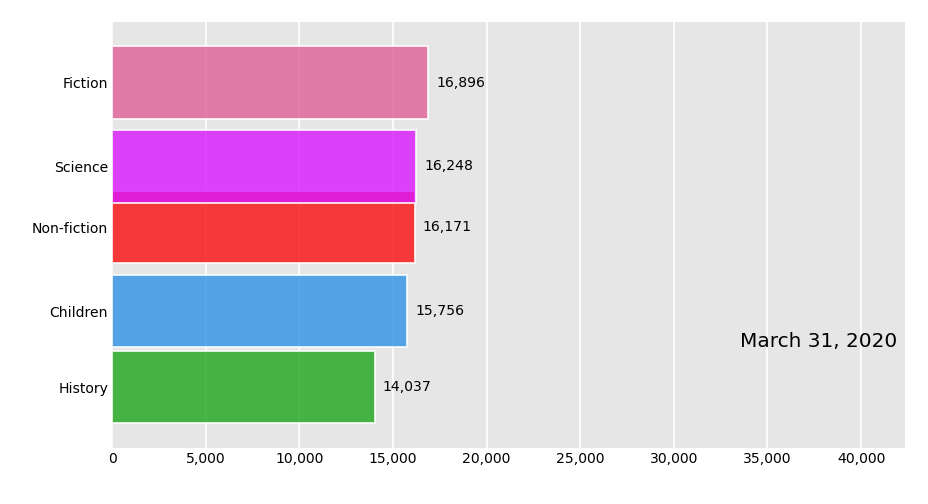 Fiction 16,896
Science 16,248
Non-fiction 16,171
Children 15,756
March 31, 2020
History 14,037
0 5,000 10,000 15,000 20,000 25,000 30,000 35,000 40,000